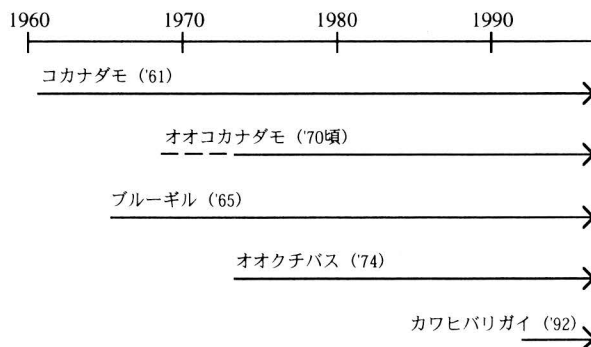 1960 1970 1980 1990
コカナダモ ('61)
オオコカナダモ ('70頃)
ブルーギル ('65)
オオクチバス ('74)
カワヒバリガイ ('92)